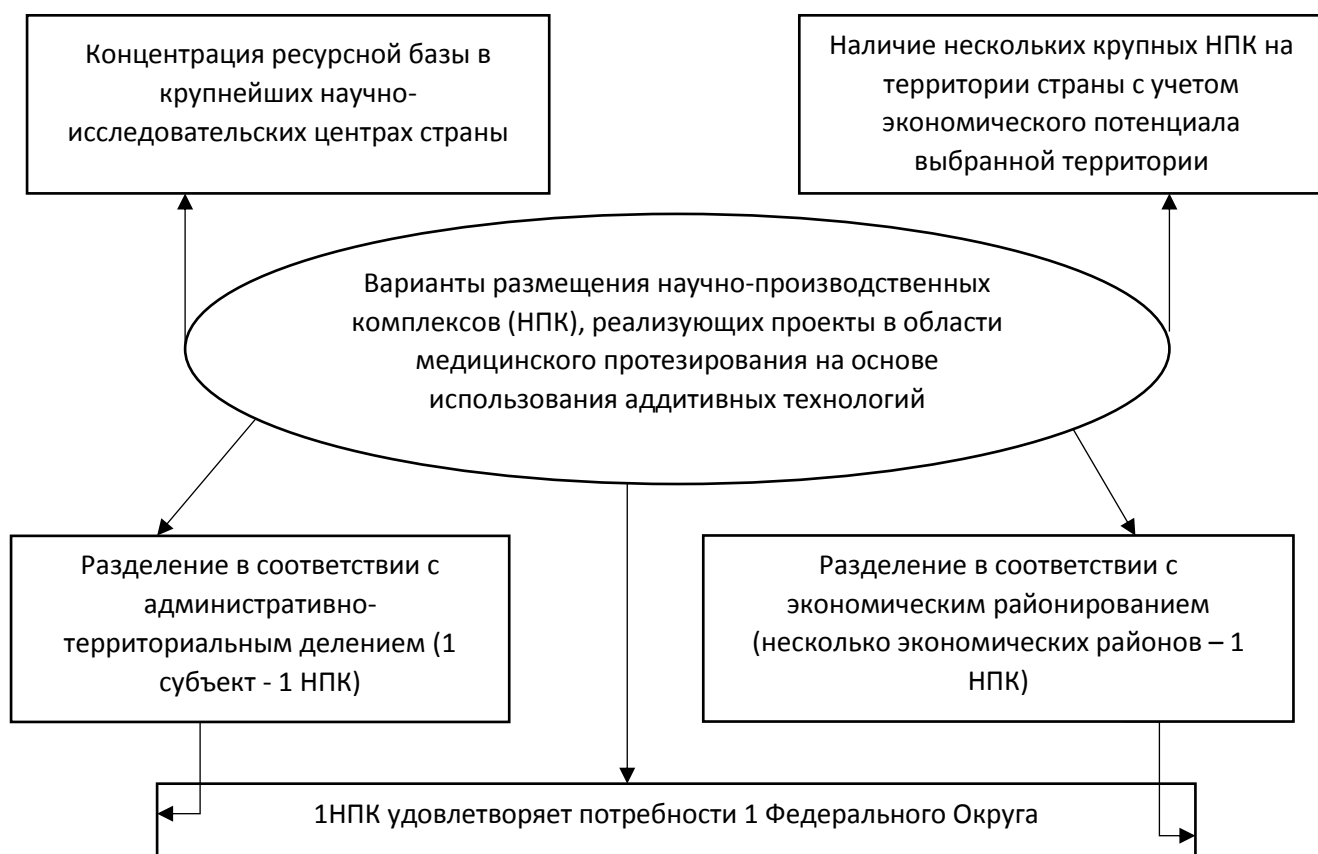 Концентрация ресурсной базы в
крупнейших научно-
исследовательских центрах страны
Наличие нескольких крупных НПК на
территории страны с учетом
экономического потенциала
выбранной территории
Варианты размещения научно-производственных
комплексов (НПК), реализующих проекты в области
медицинского протезирования на основе
использования аддитивных технологий
Разделение в соответствии с
административно-
территориальным делением (1
субъект - 1 НПК)
Разделение в соответствии с
экономическим районированием
(несколько экономических районов – 1
НПК)
1НПК удовлетворяет потребности 1 Федерального Округа